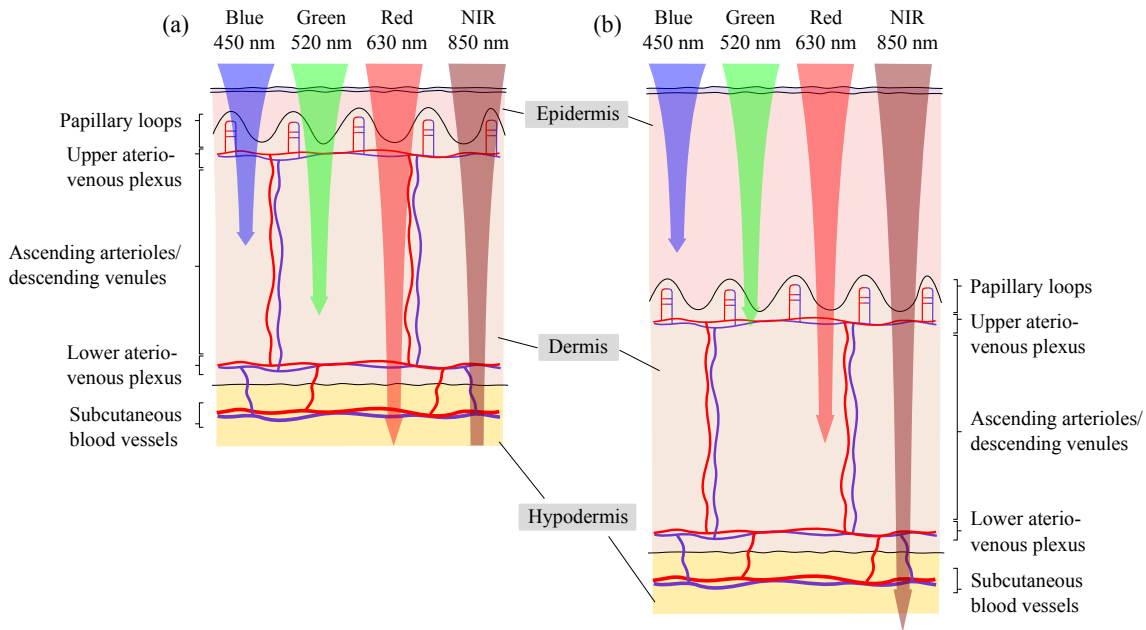 (a)
Blue
450 nm
Green
520 nm
Red
630 nm
NIR
850 nm
Papillary loops
Upper aterio-
venous plexus
Ascending arterioles/
descending venules
Lower aterio-
venous plexus
Subcutaneous
blood vessels
Epidermis
Dermis
Hypodermis
(b)
Blue
450 nm
Green
520 nm
Red
630 nm
NIR
850 nm
Papillary loops
Upper aterio-
venous plexus
Ascending arterioles/
descending venules
Lower aterio-
venous plexus
Subcutaneous
blood vessels